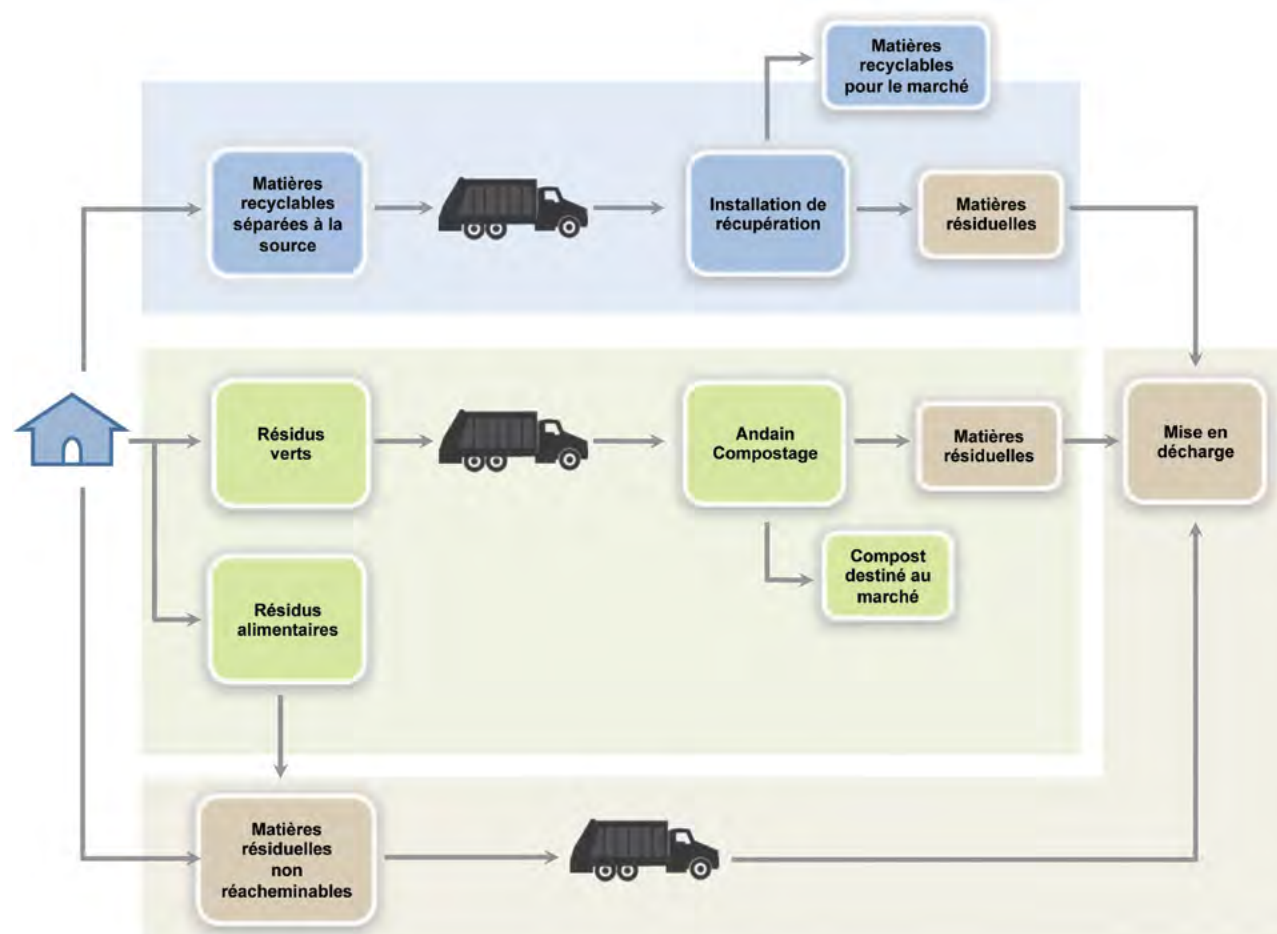 Matières
recyclables
pour le marché
Matières
recyclables
séparées à la
source
Installation de
récupération
Matières
résiduelles
Résidus
verts
Andain
Compostage
Matières
résiduelles
Mise en
décharge
Compost
destiné au
marché
Résidus
alimentaires
Matières
résiduelles
non
réacheminables